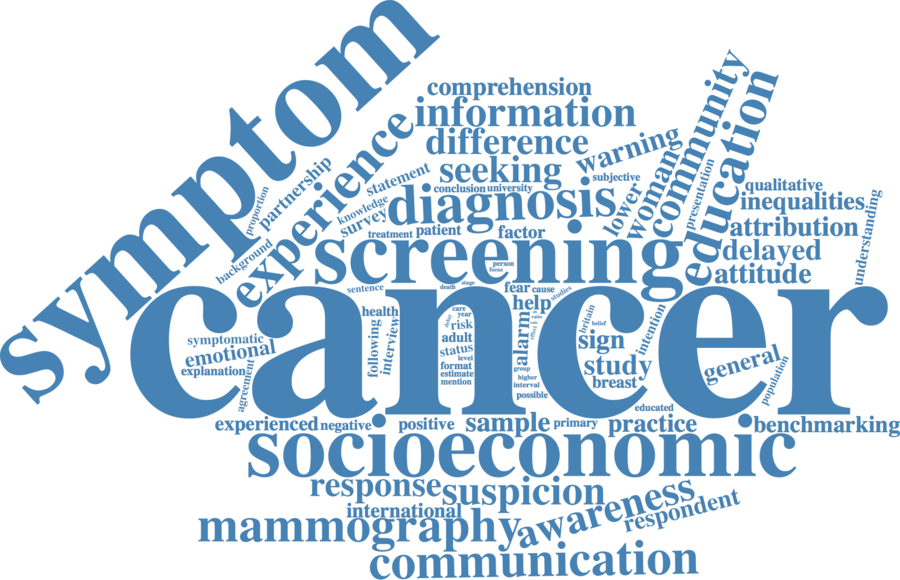 symptom
comprehension
information
difference
experience
seeking
warning
community
education
womang
lower
presentation
subjective
statement
partnership
proportion
conclusion
university
knowledge
survey
diagnosis
qualitative
inequalities.
understanding
attribution
treatment
patient
factor
background
screening
delayed
attitude
person
focus
sentence
death
stage
fear
cause
studies
cancer
help
health
care
year
risk
alarm
britain
belief
sign
intention
symptomatic
emotional
explanation
agreement
following
interview
adult
status
level
format
estimate
mention
group
higher
interval
possible
study
breast
general
population
educated
experienced
negative
positive
sample
primary
practice
benchmarking
socioeconomic
response
suspicion
international
awareness
respondent
mammography
communication